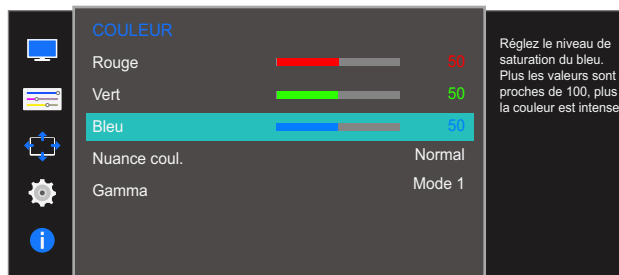 COULEUR
Rouge 50
Vert 50
Bleu 50
Nuance coul. Normal
Gamma Mode 1
Réglez le niveau de
saturation du bleu.
Plus les valeurs sont
proches de 100, plus
la couleur est intense